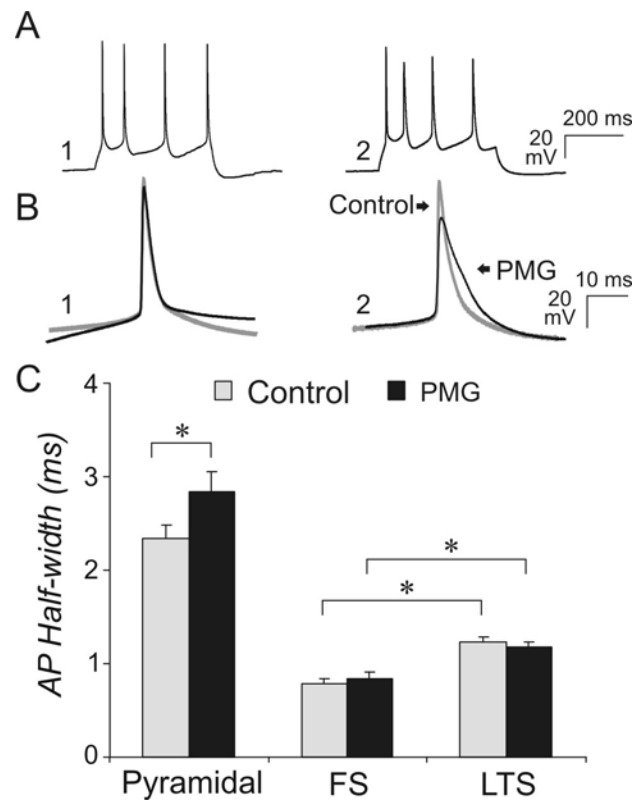 A
1
2
200 ms
20
mV
B
Control
PMG
1
2
10 ms
20
mV
C
4
Control
PMG
*
3
*
2
*
1
0
AP Half-width (ms)
Pyramidal
FS
LTS